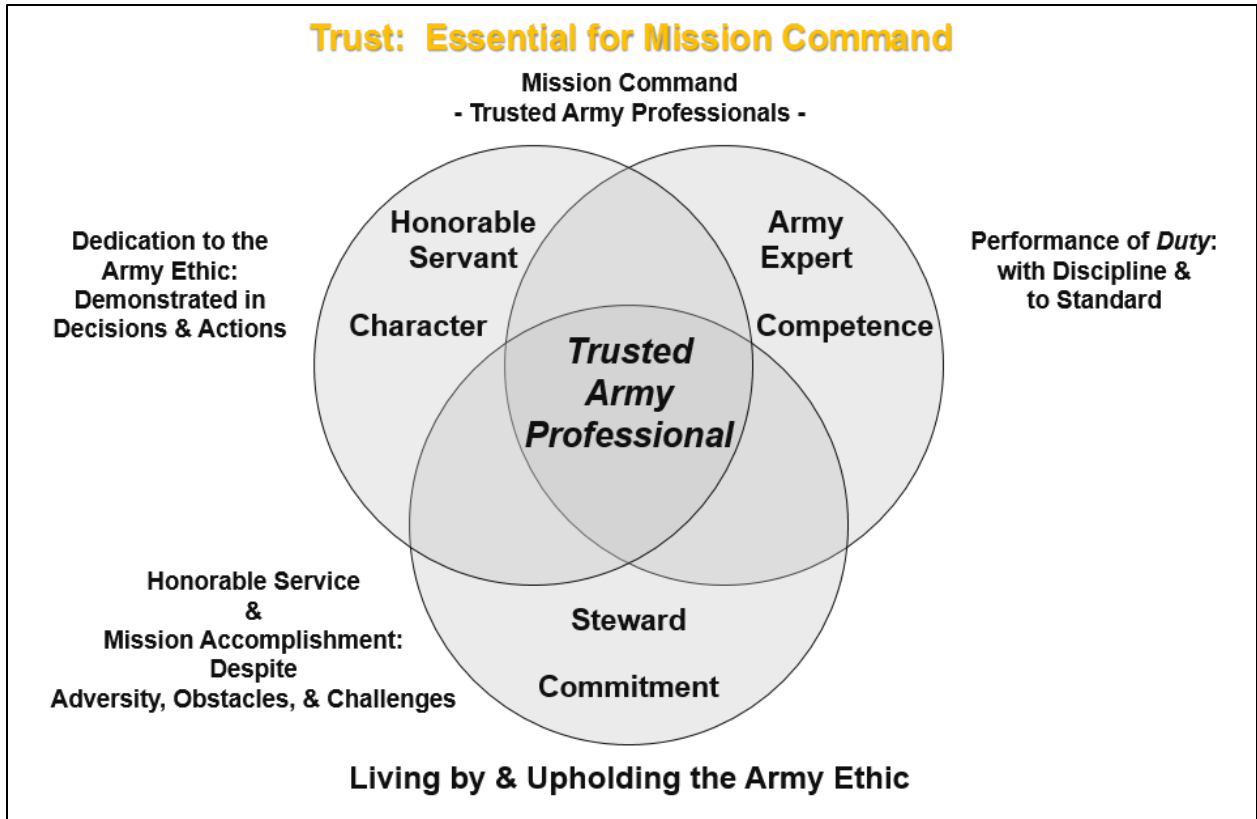 Trust: Essential for Mission Command
Mission Command
- Trusted Army Professionals -
Honorable
Servant
Character
Army
Expert
Competence
Dedication to the
Army Ethic:
Demonstrated in
Decisions & Actions
Performance of Duty:
with Discipline &
to Standard
Trusted
Army
Professional
Honorable Service
&
Mission Accomplishment:
Despite
Adversity, Obstacles, & Challenges
Steward
Commitment
Living by & Upholding the Army Ethic